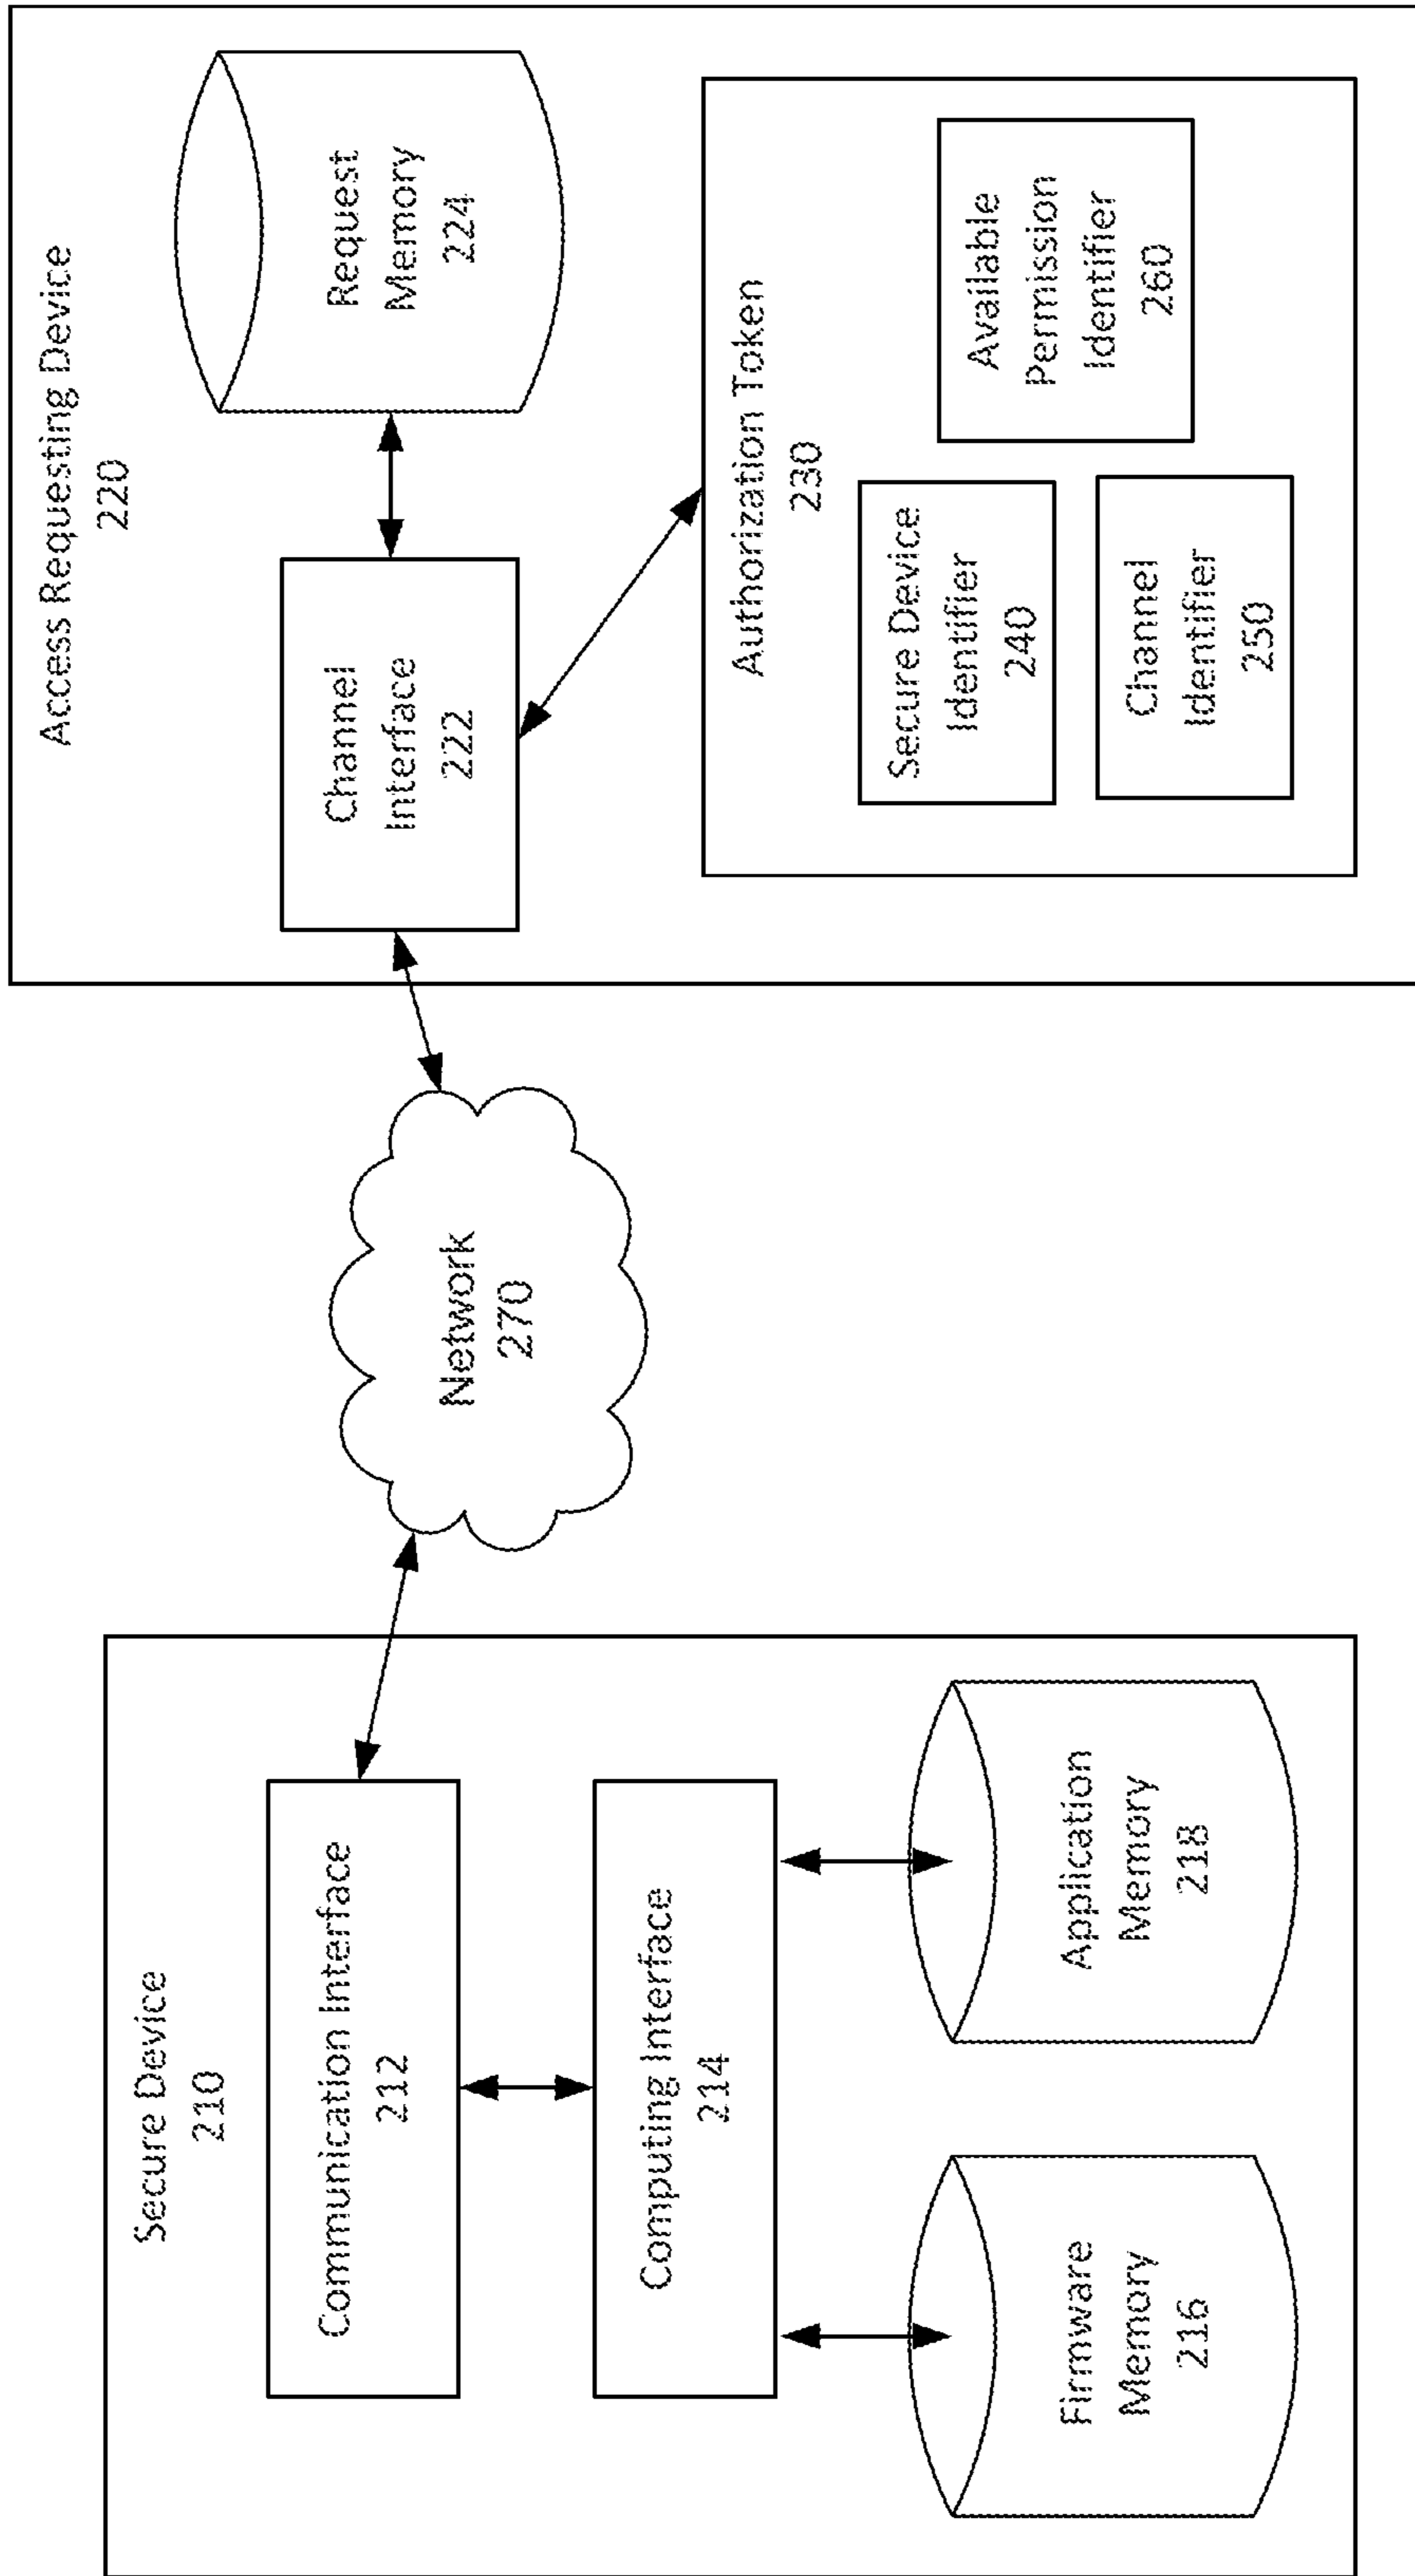 Secure Device
210
Communication Interface
212
Computing Interface
214
Firmware
Memory
216
Application
Memory
218
Network
270
Access Requesting Device
220
Channel
Interface
222
Request
Memory
224
Authorization Token
230
Secure Device
Identifier
240
Channel
Identifier
250
Available
Permission
Identifier
260